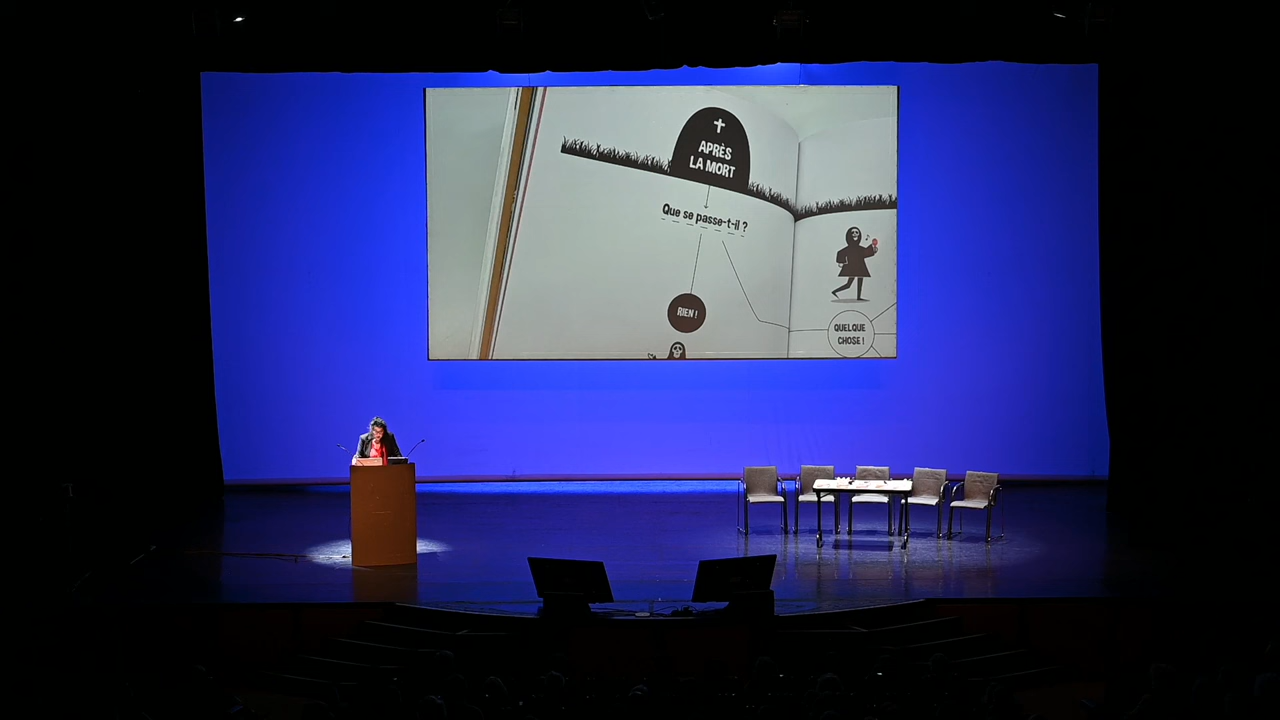 APRÈS
LA MORT
Que se passe-t-il ?
RIEN !
QUELQUE
CHOSE !